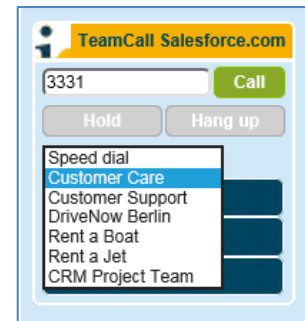 TeamCall Salesforce.com
3331 Call
Hold Hang up
Speed dial
Customer Care
Customer Support
DriveNow Berlin
Rent a Boat
Rent a Jet
CRM Project Team